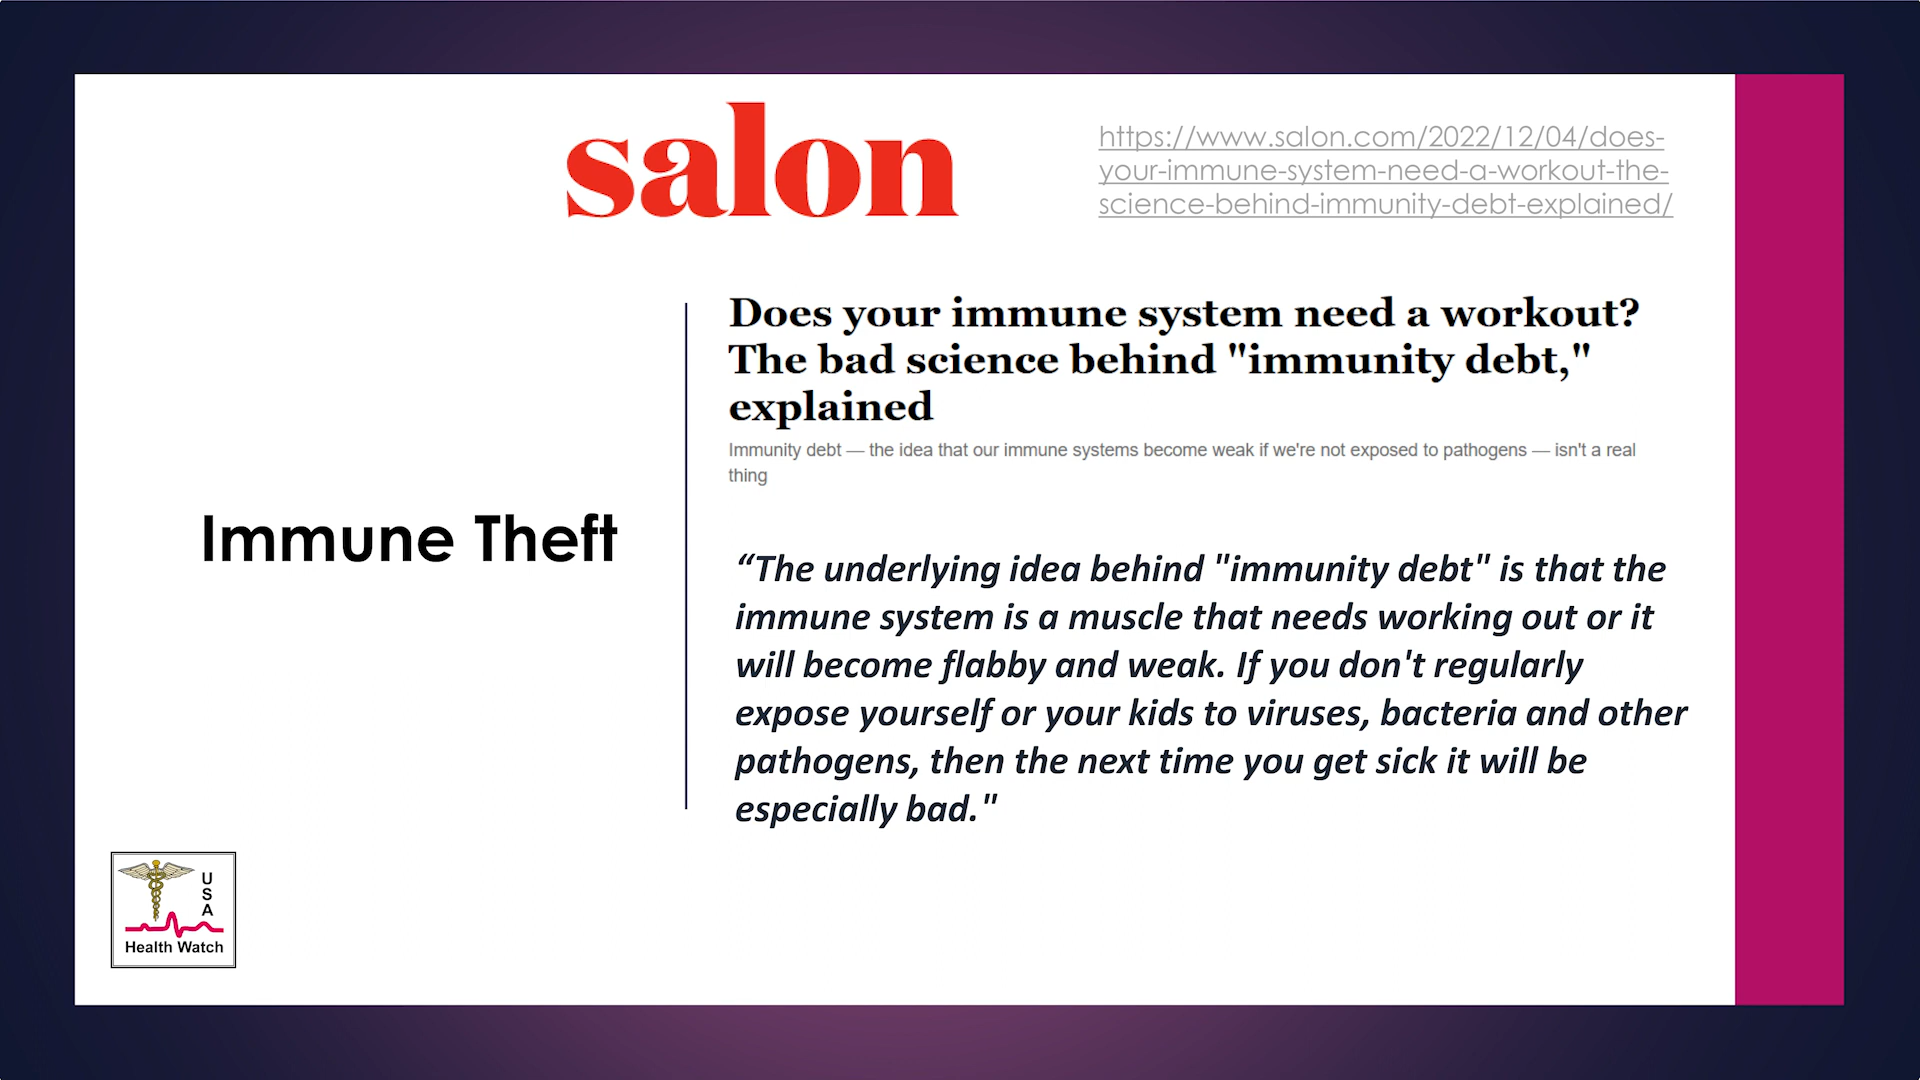 salon
https://www.salon.com/2022/12/04/does-
your-immune-system-need-a-workout-the-
science-behind-immunity-debt-explained/
Does your immune system need a workout?
The bad science behind "immunity debt,"
explained
Immunity debt — the idea that our immune systems become weak if we're not exposed to pathogens — isn't a real
thing
Immune Theft
“The underlying idea behind "immunity debt" is that the
immune system is a muscle that needs working out or it
will become flabby and weak. If you don't regularly
expose yourself or your kids to viruses, bacteria and other
pathogens, then the next time you get sick it will be
especially bad."
U
S
A
Health Watch